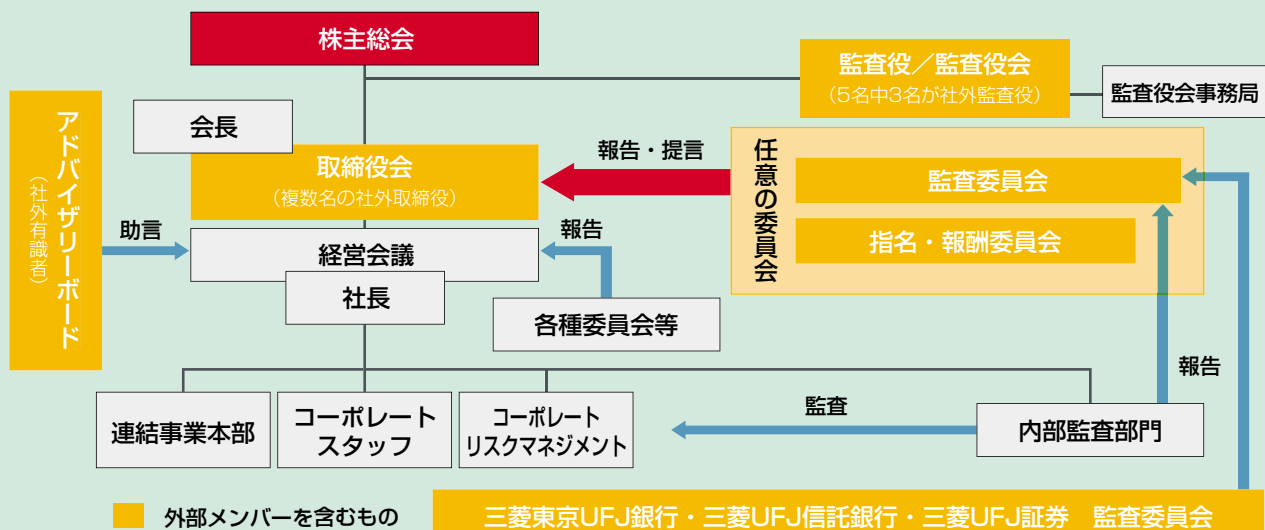 株主総会
監査役／監査役会
（5名中3名が社外監査役）
監査役会事務局
アドバイザリーボード
（社外有識者）
会長
取締役会
（複数名の社外取締役）
報告・提言
任意の委員会
監査委員会
指名・報酬委員会
助言
経営会議
報告
社長
各種委員会等
報告
連結事業本部
コーポレート
スタッフ
コーポレート
リスクマネジメント
監査
内部監査部門
外部メンバーを含むもの
三菱東京UFJ銀行・三菱UFJ信託銀行・三菱UFJ証券　監査委員会